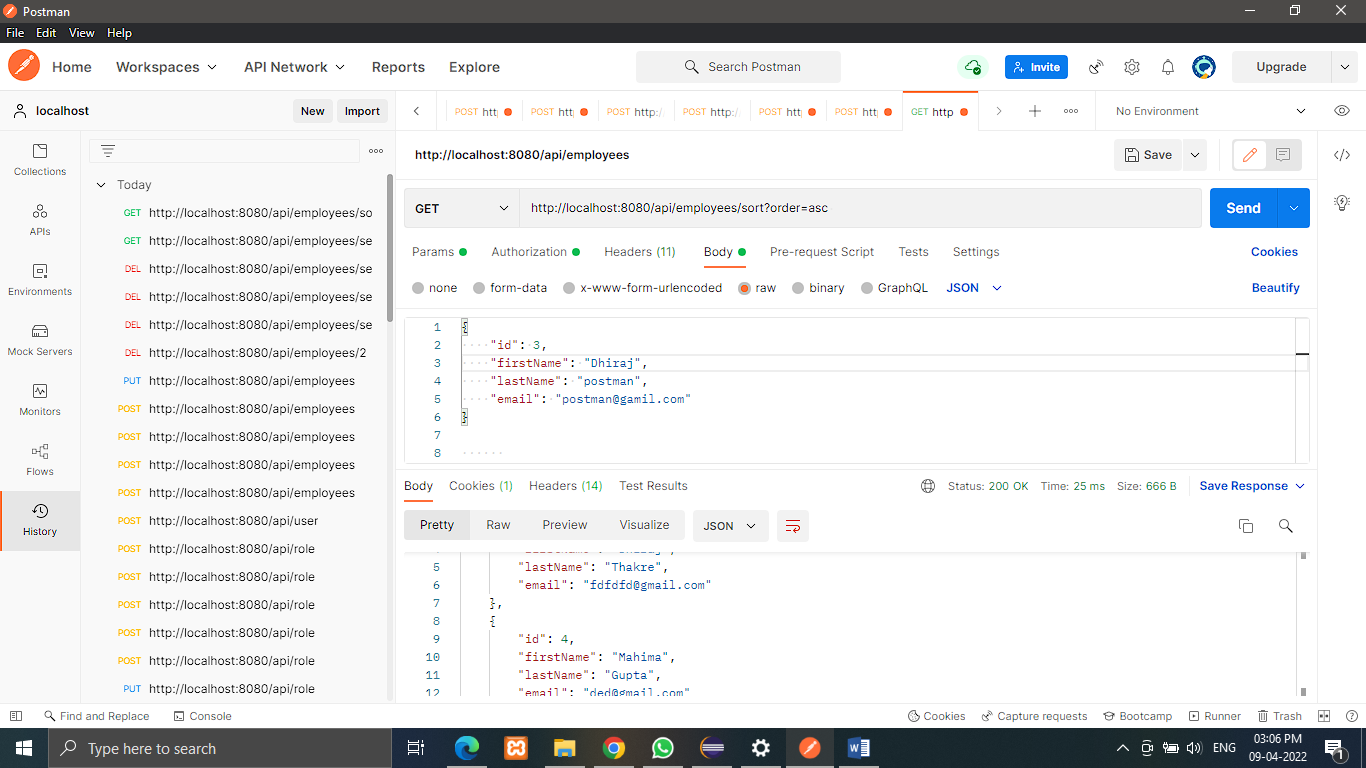 Postman
File Edit View Help
Home Workspaces API Network Reports Explore Search Postman Invite Upgrade
localhost New Import POST htt POST htt POST http:/ POST http:/ POST htt POST htt GET http No Environment
http://localhost:8080/api/employees Save
Collections
APIs
Environments
Mock Servers
Monitors
Flows
History
Today
GET http://localhost:8080/api/employees/so
GET http://localhost:8080/api/employees/se
DEL http://localhost:8080/api/employees/se
DEL http://localhost:8080/api/employees/se
DEL http://localhost:8080/api/employees/se
DEL http://localhost:8080/api/employees/2
PUT http://localhost:8080/api/employees
POST http://localhost:8080/api/employees
POST http://localhost:8080/api/employees
POST http://localhost:8080/api/employees
POST http://localhost:8080/api/employees
POST http://localhost:8080/api/user
POST http://localhost:8080/api/role
POST http://localhost:8080/api/role
POST http://localhost:8080/api/role
POST http://localhost:8080/api/role
POST http://localhost:8080/api/role
PUT http://localhost:8080/api/role
GET http://localhost:8080/api/employees/sort?order=asc Send
Params Authorization Headers (11) Body Pre-request Script Tests Settings Cookies
none form-data x-www-form-urlencoded raw binary GraphQL JSON Beautify
1 {
2 "id": 3,
3 "firstName": "Dhiraj",
4 "lastName": "postman",
5 "email": "postman@gamil.com"
6 }
7
8
Body Cookies (1) Headers (14) Test Results Status: 200 OK Time: 25 ms Size: 666 B Save Response
Pretty Raw Preview Visualize JSON
5 "lastName": "Thakre",
6 "email": "fdfdfd@gmail.com"
7 },
8 {
9 "id": 4,
10 "firstName": "Mahima",
11 "lastName": "Gupta",
12 "email": "ded@gmail.com"
Find and Replace Console Cookies Capture requests Bootcamp Runner Trash
Type here to search ENG 03:06 PM
09-04-2022 1